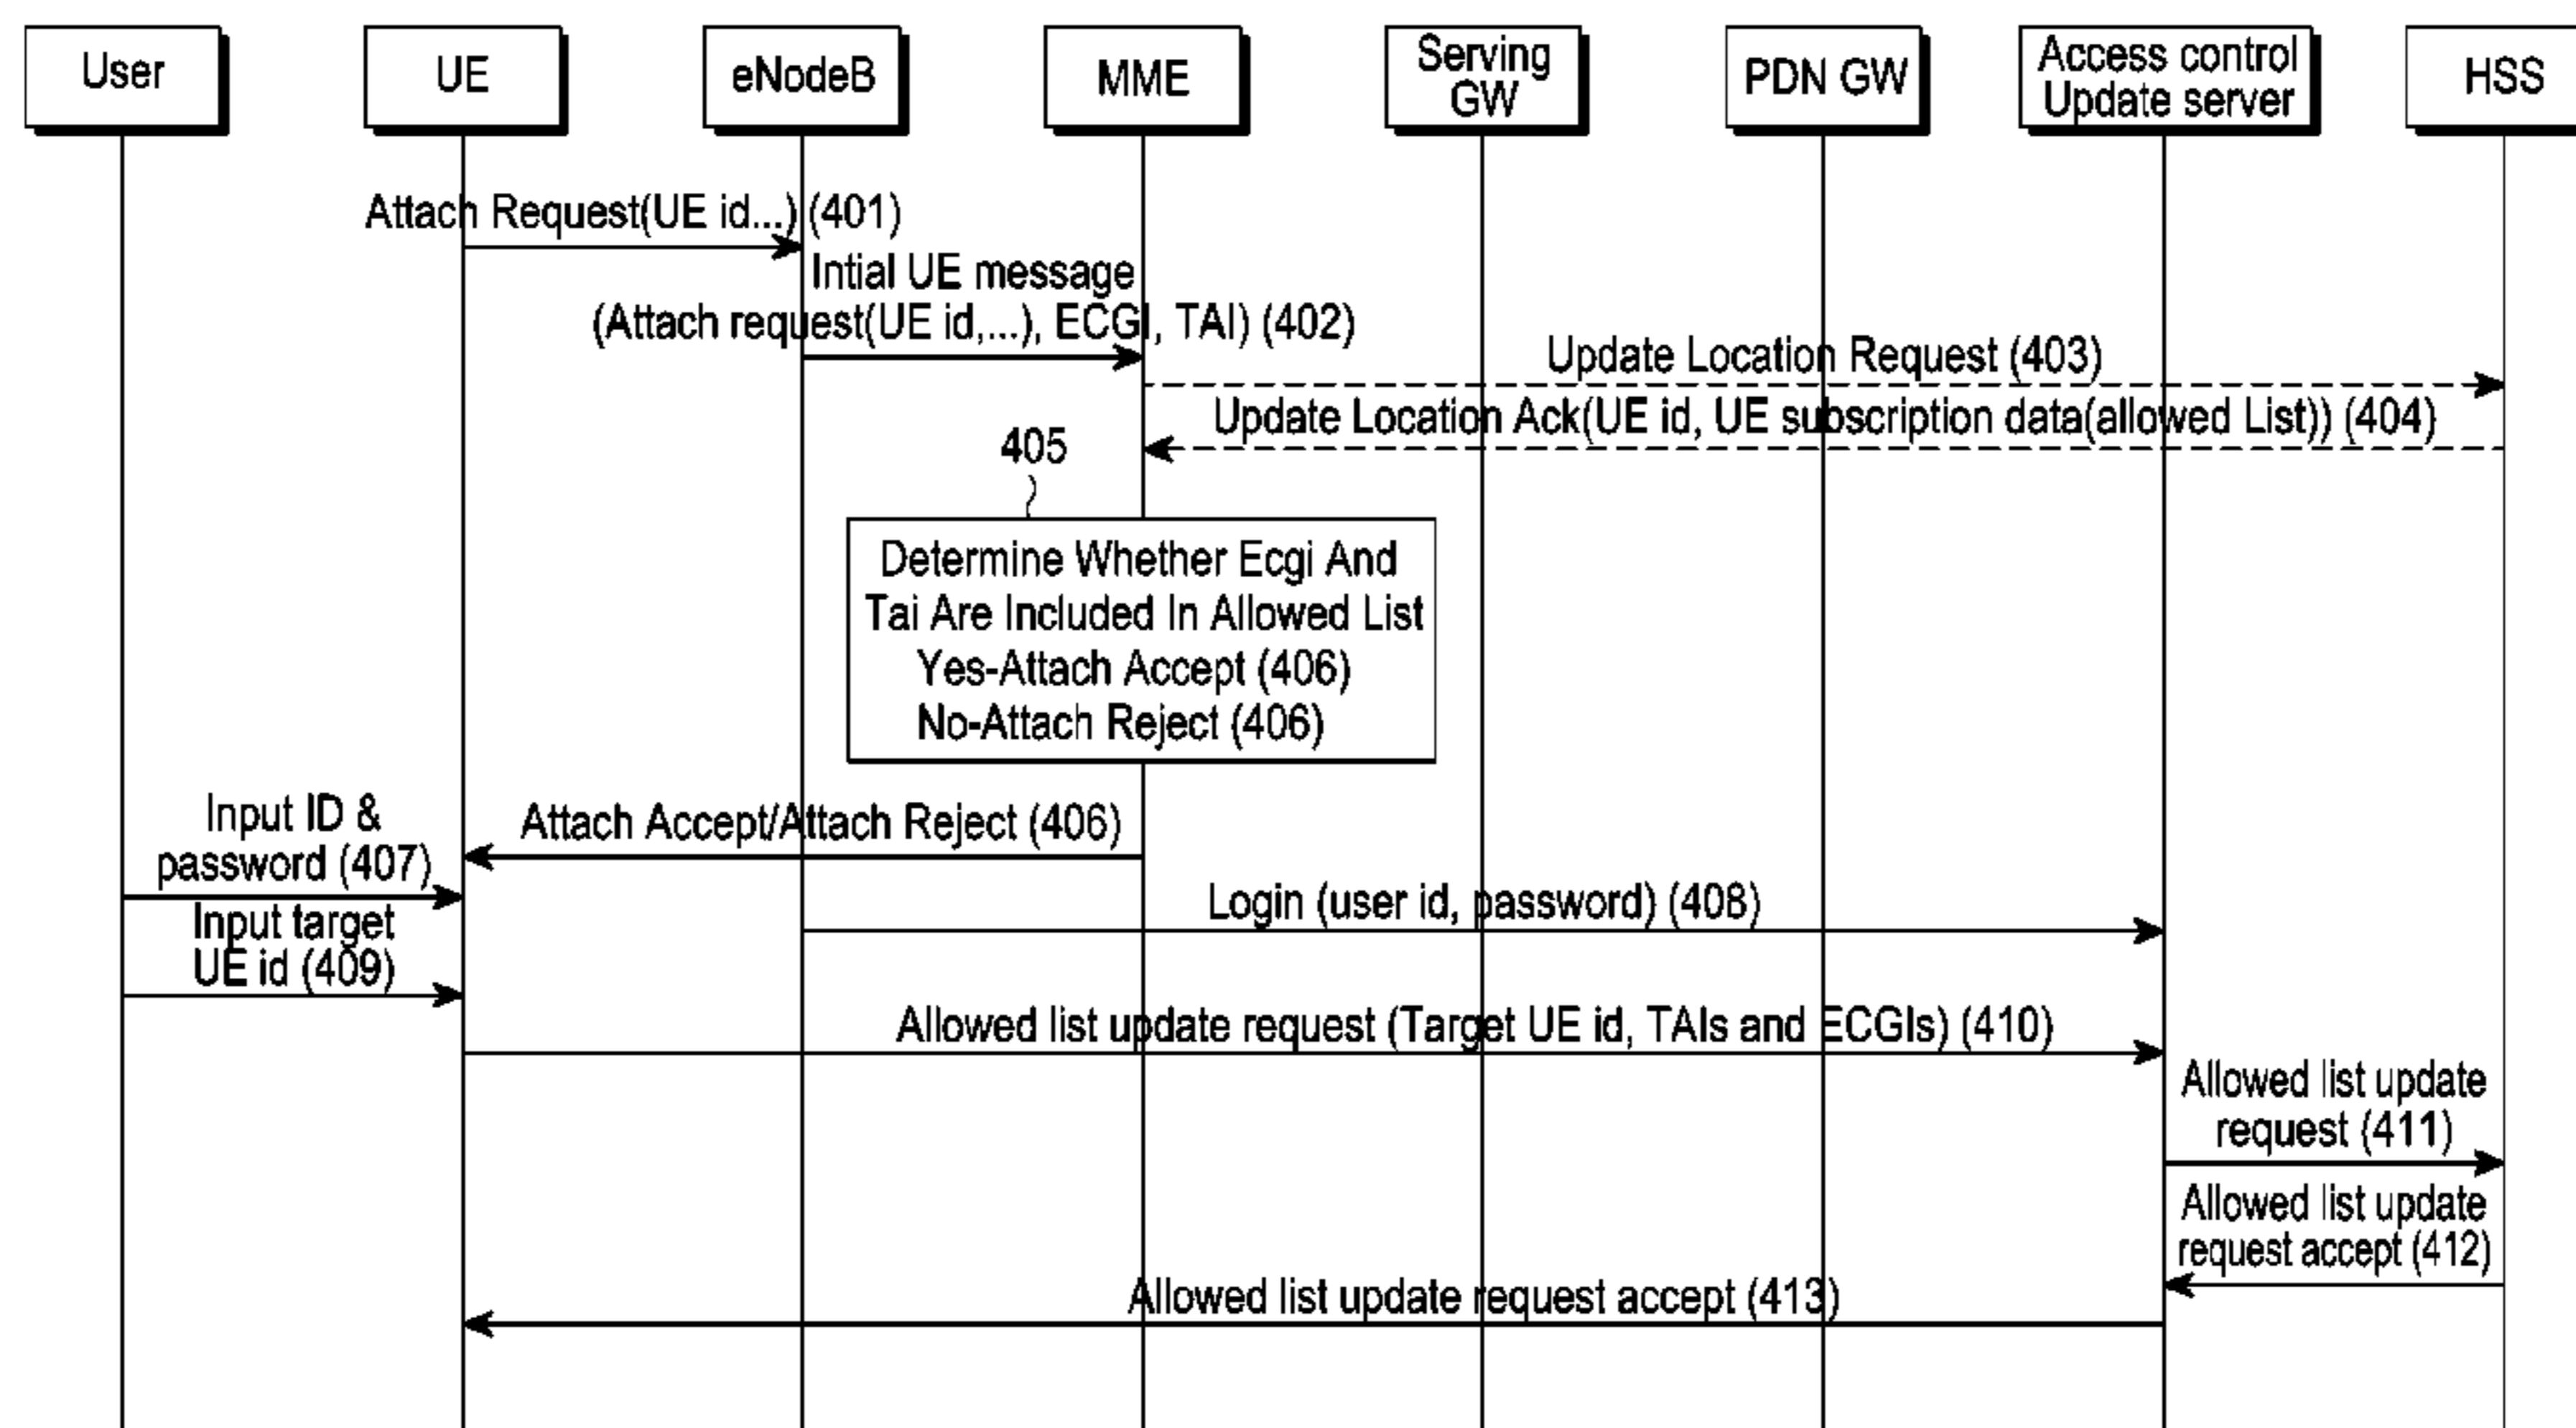 User
UE
eNodeB
MME
Serving
GW
PDN GW
Access control
Update server
HSS
Attach Request(UE id...) (401)
Intial UE message
(Attach request(UE id,...), ECGI, TAI) (402)
Update Location Request (403)
Update Location Ack(UE id, UE subscription data(allowed List)) (404)
405
Determine Whether Ecgi And
Tai Are Included In Allowed List
Yes-Attach Accept (406)
No-Attach Reject (406)
Attach Accept/Attach Reject (406)
Input ID &
password (407)
Login (user id, password) (408)
Input target
UE id (409)
Allowed list update request (Target UE id, TAIs and ECGIs) (410)
Allowed list update
request (411)
Allowed list update
request accept (412)
Allowed list update request accept (413)